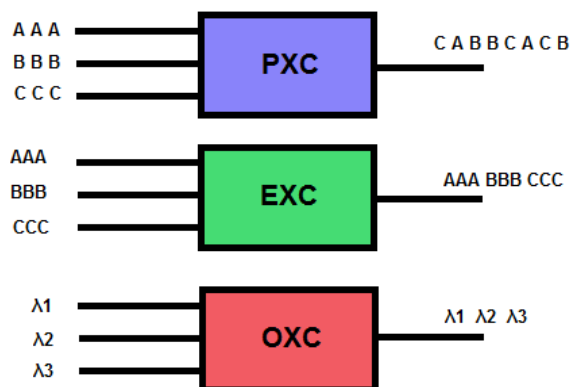 A A A
B B B
C C C
PXC
C A B B C A C B
AAA
BBB
CCC
EXC
AAA BBB CCC
λ1
λ2
λ3
OXC
λ1 λ2 λ3